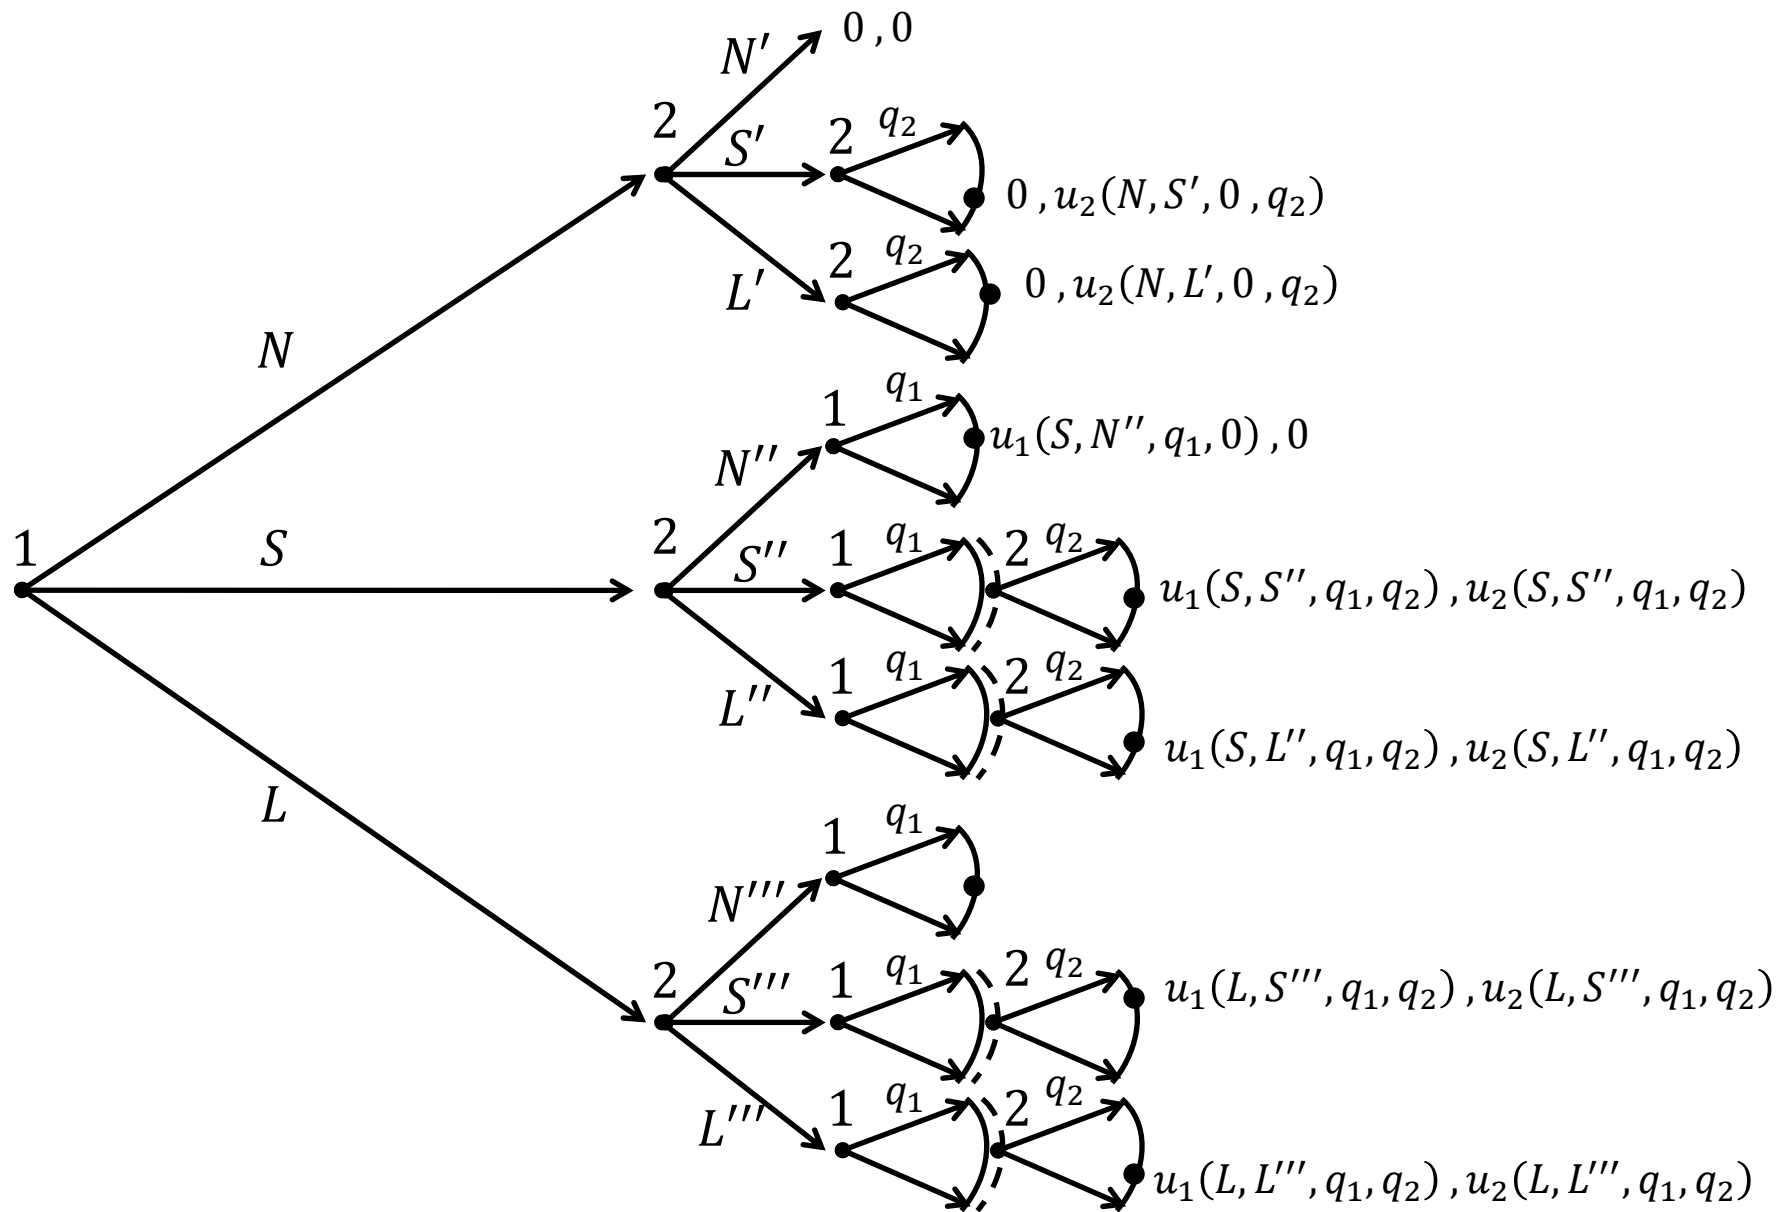 N′ 0 , 0
2
S′ 2 q₂
0 , u₂(N, S′, 0 , q₂)
2 q₂
L′ 0 , u₂(N, L′, 0 , q₂)
N
1 q₁
N′′ u₁(S, N′′, q₁, 0) , 0
1 S 2
S′′ 1 q₁ 2 q₂
u₁(S, S′′, q₁, q₂) , u₂(S, S′′, q₁, q₂)
L′′ 1 q₁ 2 q₂
u₁(S, L′′, q₁, q₂) , u₂(S, L′′, q₁, q₂)
L
1 q₁
N′′′
2
S′′′ 1 q₁ 2 q₂
u₁(L, S′′′, q₁, q₂) , u₂(L, S′′′, q₁, q₂)
L′′′ 1 q₁ 2 q₂
u₁(L, L′′′, q₁, q₂) , u₂(L, L′′′, q₁, q₂)